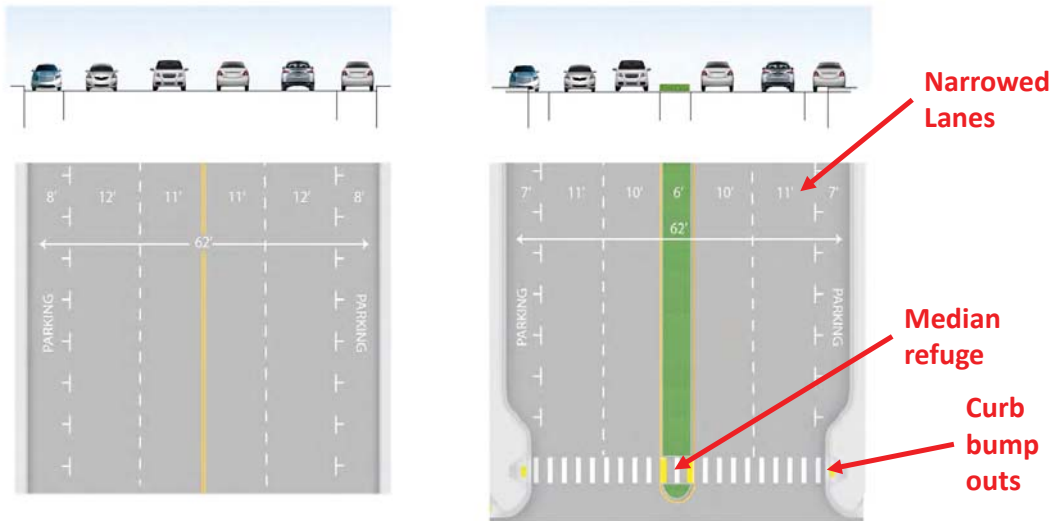 8' 12' 11' 11' 12' 8'
62'
PARKING
PARKING
7' 11' 10' 6' 10' 11' 7'
62'
PARKING
PARKING
Narrowed
Lanes
Median
refuge
Curb
bump
outs